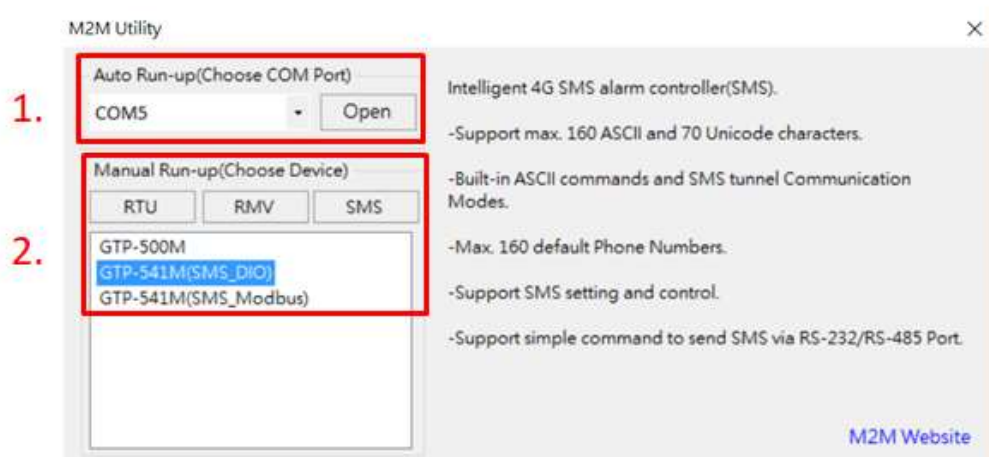 M2M Utility
1.
Auto Run-up(Choose COM Port)
COM5
Open
2.
Manual Run-up(Choose Device)
RTU
RMV
SMS
GTP-500M
GTP-541M(SMS_DIO)
GTP-541M(SMS_Modbus)
Intelligent 4G SMS alarm controller(SMS).
-Support max. 160 ASCII and 70 Unicode characters.
-Built-in ASCII commands and SMS tunnel Communication
Modes.
-Max. 160 default Phone Numbers.
-Support SMS setting and control.
-Support simple command to send SMS via RS-232/RS-485 Port.
M2M Website